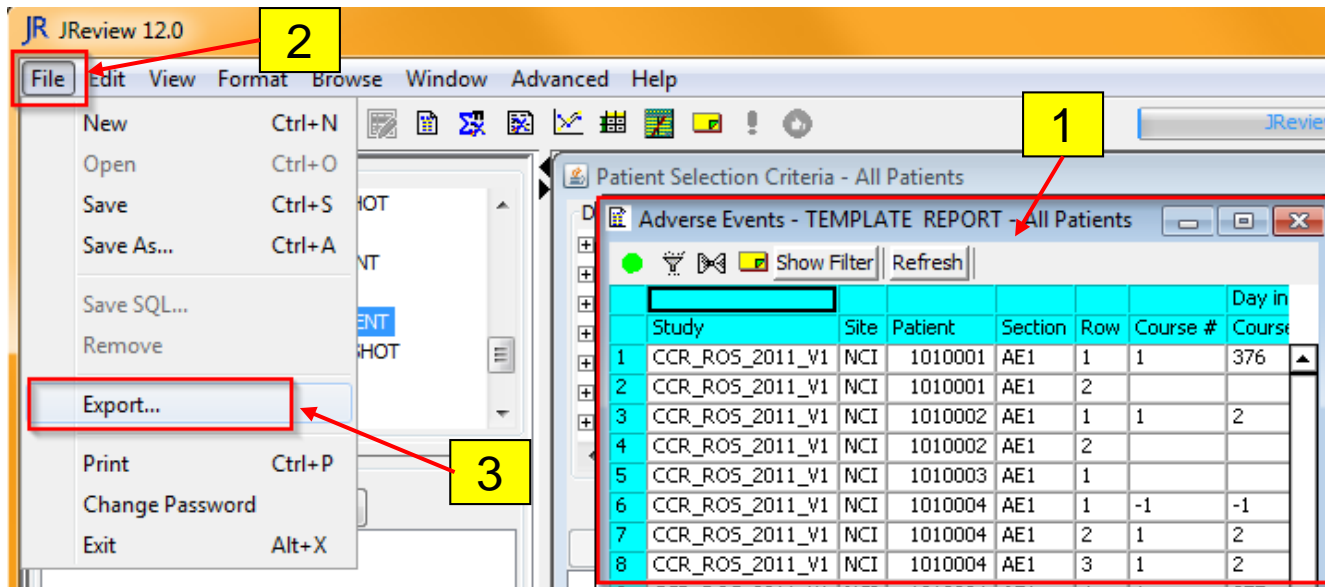 JR JReview 12.0
2
File Edit View Format Browse Window Advanced Help
1
JRevie
New Ctrl+N
Open Ctrl+O
Save Ctrl+S
Save As... Ctrl+A
Save SQL...
Remove
Export...
Print Ctrl+P
Change Password
Exit Alt+X
HOT
NT
ENT
SHOT
3
Patient Selection Criteria - All Patients
D
Adverse Events - TEMPLATE REPORT - All Patients
Show Filter Refresh
Day in
Study Site Patient Section Row Course # Course
1 CCR_ROS_2011_V1 NCI 1010001 AE1 1 1 376
2 CCR_ROS_2011_V1 NCI 1010001 AE1 2
3 CCR_ROS_2011_V1 NCI 1010002 AE1 1 1 2
4 CCR_ROS_2011_V1 NCI 1010002 AE1 2
5 CCR_ROS_2011_V1 NCI 1010003 AE1 1
6 CCR_ROS_2011_V1 NCI 1010004 AE1 1 -1 -1
7 CCR_ROS_2011_V1 NCI 1010004 AE1 2 1 2
8 CCR_ROS_2011_V1 NCI 1010004 AE1 3 1 2